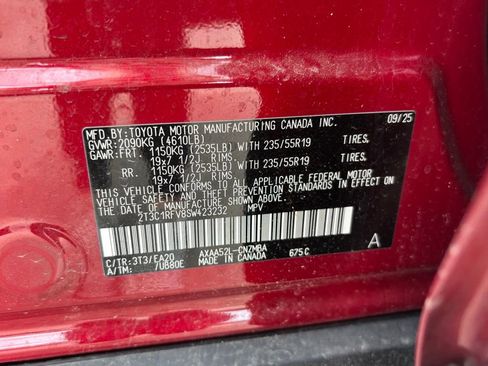 MFD.BY:TOYOTA MOTOR MANUFACTURING CANADA INC. 09/25
GVWR:2090KG(4610LB)
GAWR:FRT. 1150KG(2535LB)WITH 235/55R19 TIRES.
19x7 1/2J RIMS.
RR. 1150KG(2535LB)WITH 235/55R19 TIRES.
19x7 1/2J RIMS.
THIS VEHICLE CONFORMS TO ALL APPLICABLE FEDERAL MOTOR
VEHICLE SAFETY AND THEFT PREVENTION STANDARDS IN EFFECT
ON THE DATE OF MANUFACTURE SHOWN ABOVE.
2T3C1RFV8SW423232 MPV
C/TR:3T3/EA20 AXAA52L-CNZMBA 675C A
A/TM: /U680E MADE IN CANADA